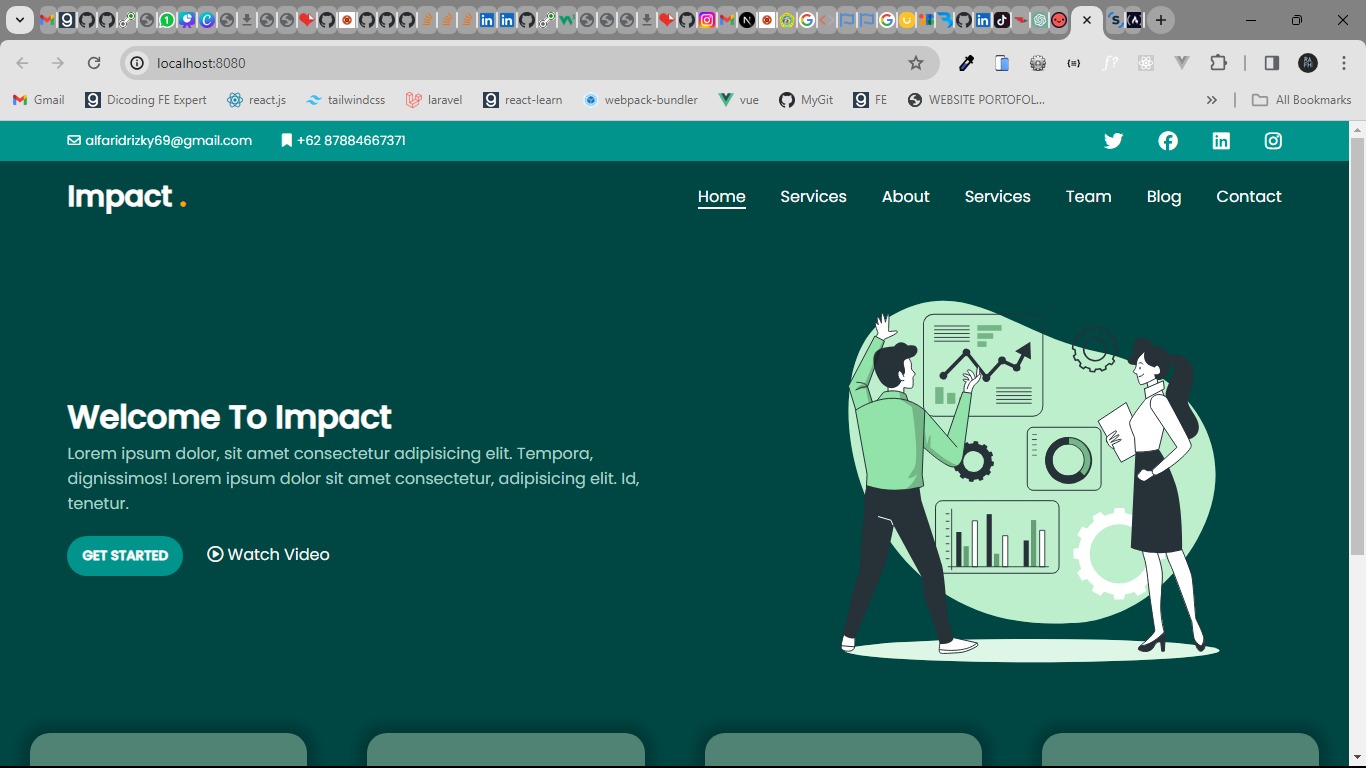 localhost:8080
Gmail
Dicoding FE Expert
react.js
tailwindcss
laravel
react-learn
webpack-bundler
vue
MyGit
FE
WEBSITE PORTOFOL...
All Bookmarks
alfaridrizky69@gmail.com
+62 87884667371
Impact .
Home
Services
About
Services
Team
Blog
Contact
Welcome To Impact
Lorem ipsum dolor, sit amet consectetur adipisicing elit. Tempora,
dignissimos! Lorem ipsum dolor sit amet consectetur, adipisicing elit. Id,
tenetur.
GET STARTED
Watch Video